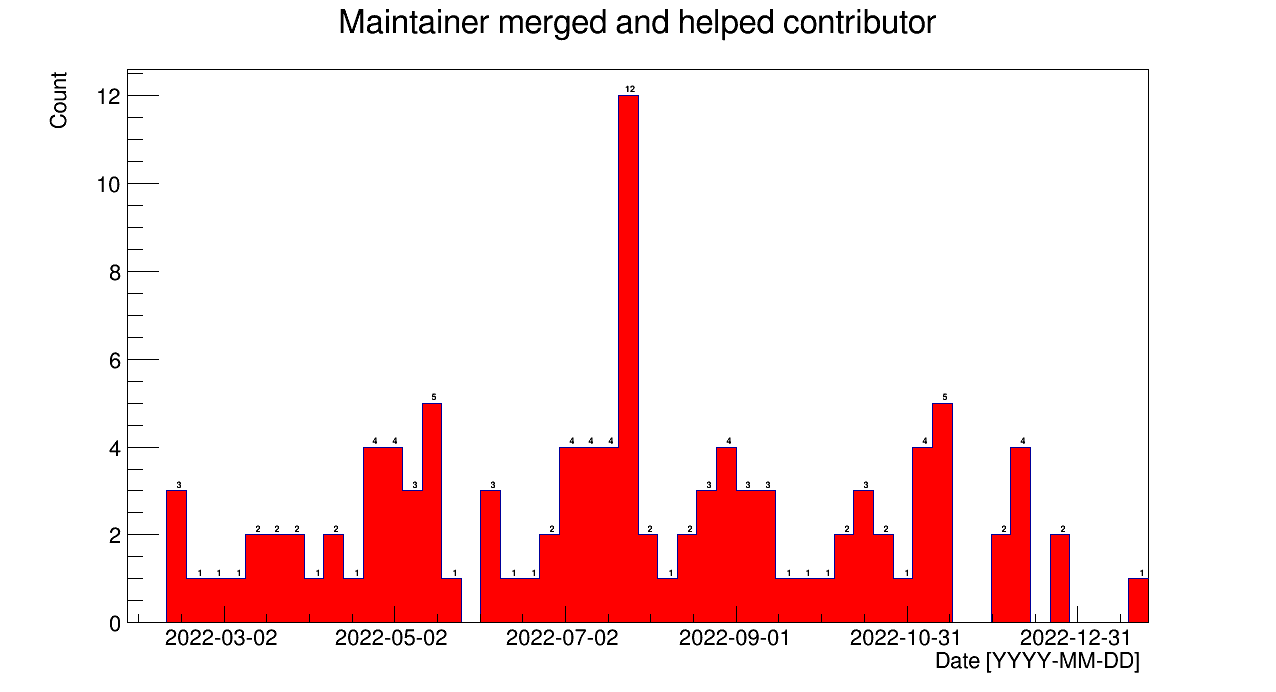 Maintainer merged and helped contributor
Count
12
12
10
8
6
5
5
4
4 4 4 4 4 4 4 4
3 3 3 3 3 3 3
2
2 2 2 2 2 2 2 2 2 2 2
1 1 1 1 1 1 1 1 1 1 1 1 1 1
0
2022-03-02 2022-05-02 2022-07-02 2022-09-01 2022-10-31 2022-12-31
Date [YYYY-MM-DD]